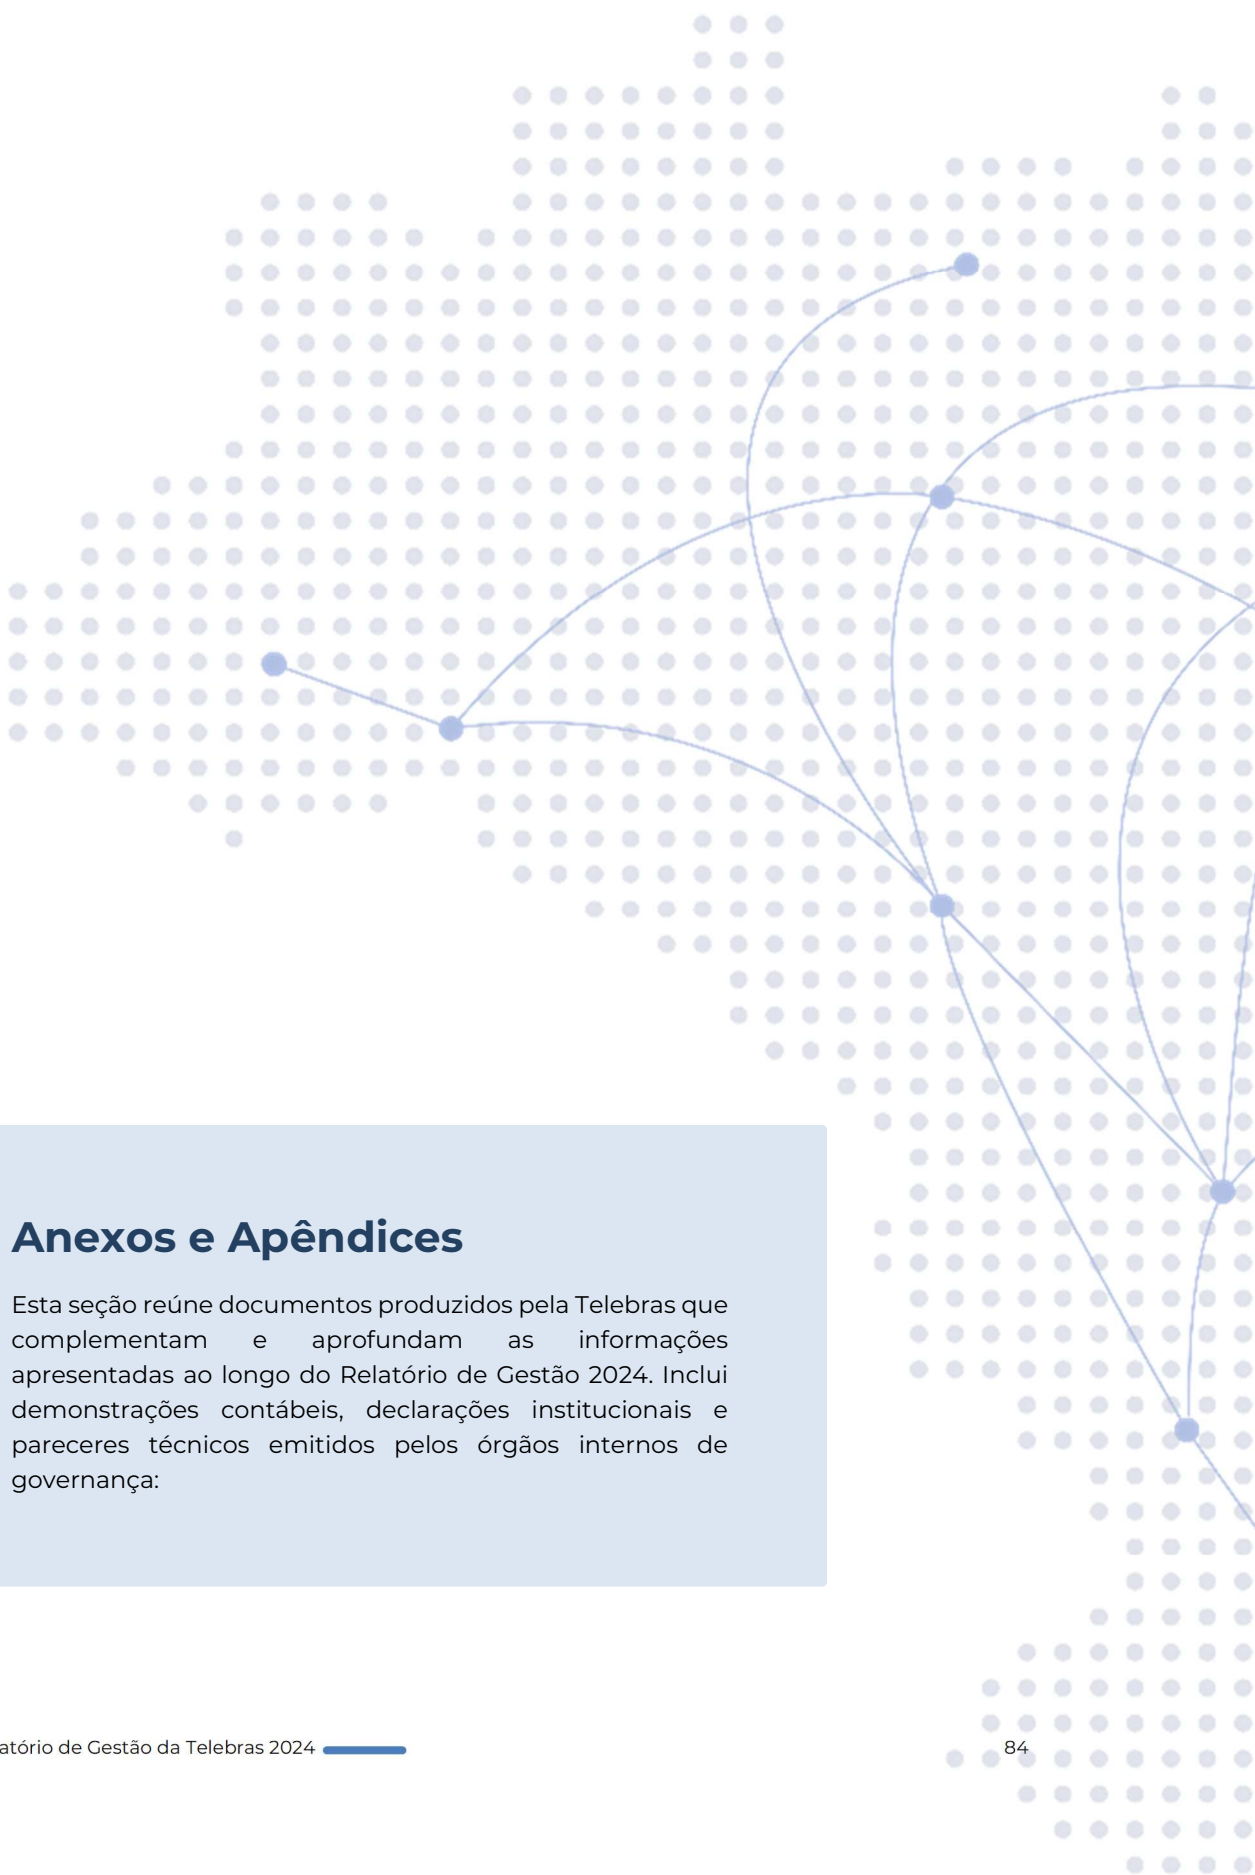 Anexos e Apêndices
Esta seção reúne documentos produzidos pela Telebras que
complementam e aprofundam as informações
apresentadas ao longo do Relatório de Gestão 2024. Inclui
demonstrações contábeis, declarações institucionais e
pareceres técnicos emitidos pelos órgãos internos de
governança:
atório de Gestão da Telebras 2024
84